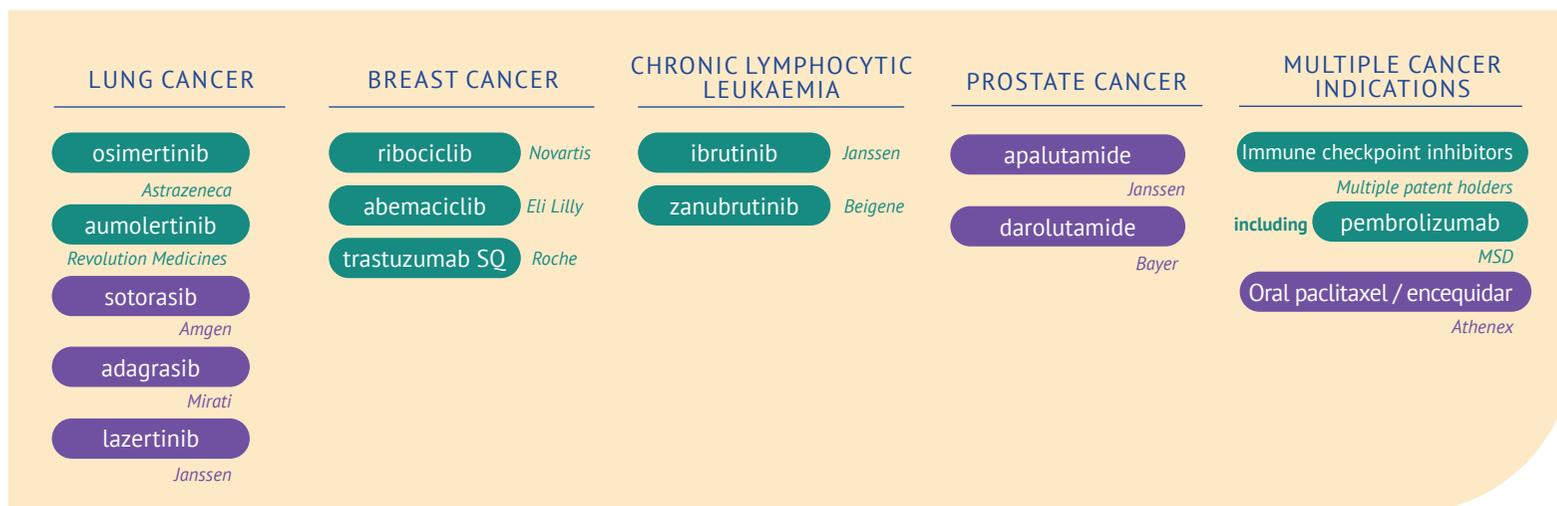 LUNG CANCER
osimertinib
Astrazeneca
aumolertinib
Revolution Medicines
sotorasib
Amgen
adagrasib
Mirati
lazertinib
Janssen
BREAST CANCER
ribociclib Novartis
abemaciclib Eli Lilly
trastuzumab SQ Roche
CHRONIC LYMPHOCYTIC
LEUKAEMIA
ibrutinib Janssen
zanubrutinib Beigene
PROSTATE CANCER
apalutamide
Janssen
darolutamide
Bayer
MULTIPLE CANCER
INDICATIONS
Immune checkpoint inhibitors
Multiple patent holders
including pembrolizumab
MSD
Oral paclitaxel / encequidar
Athenex